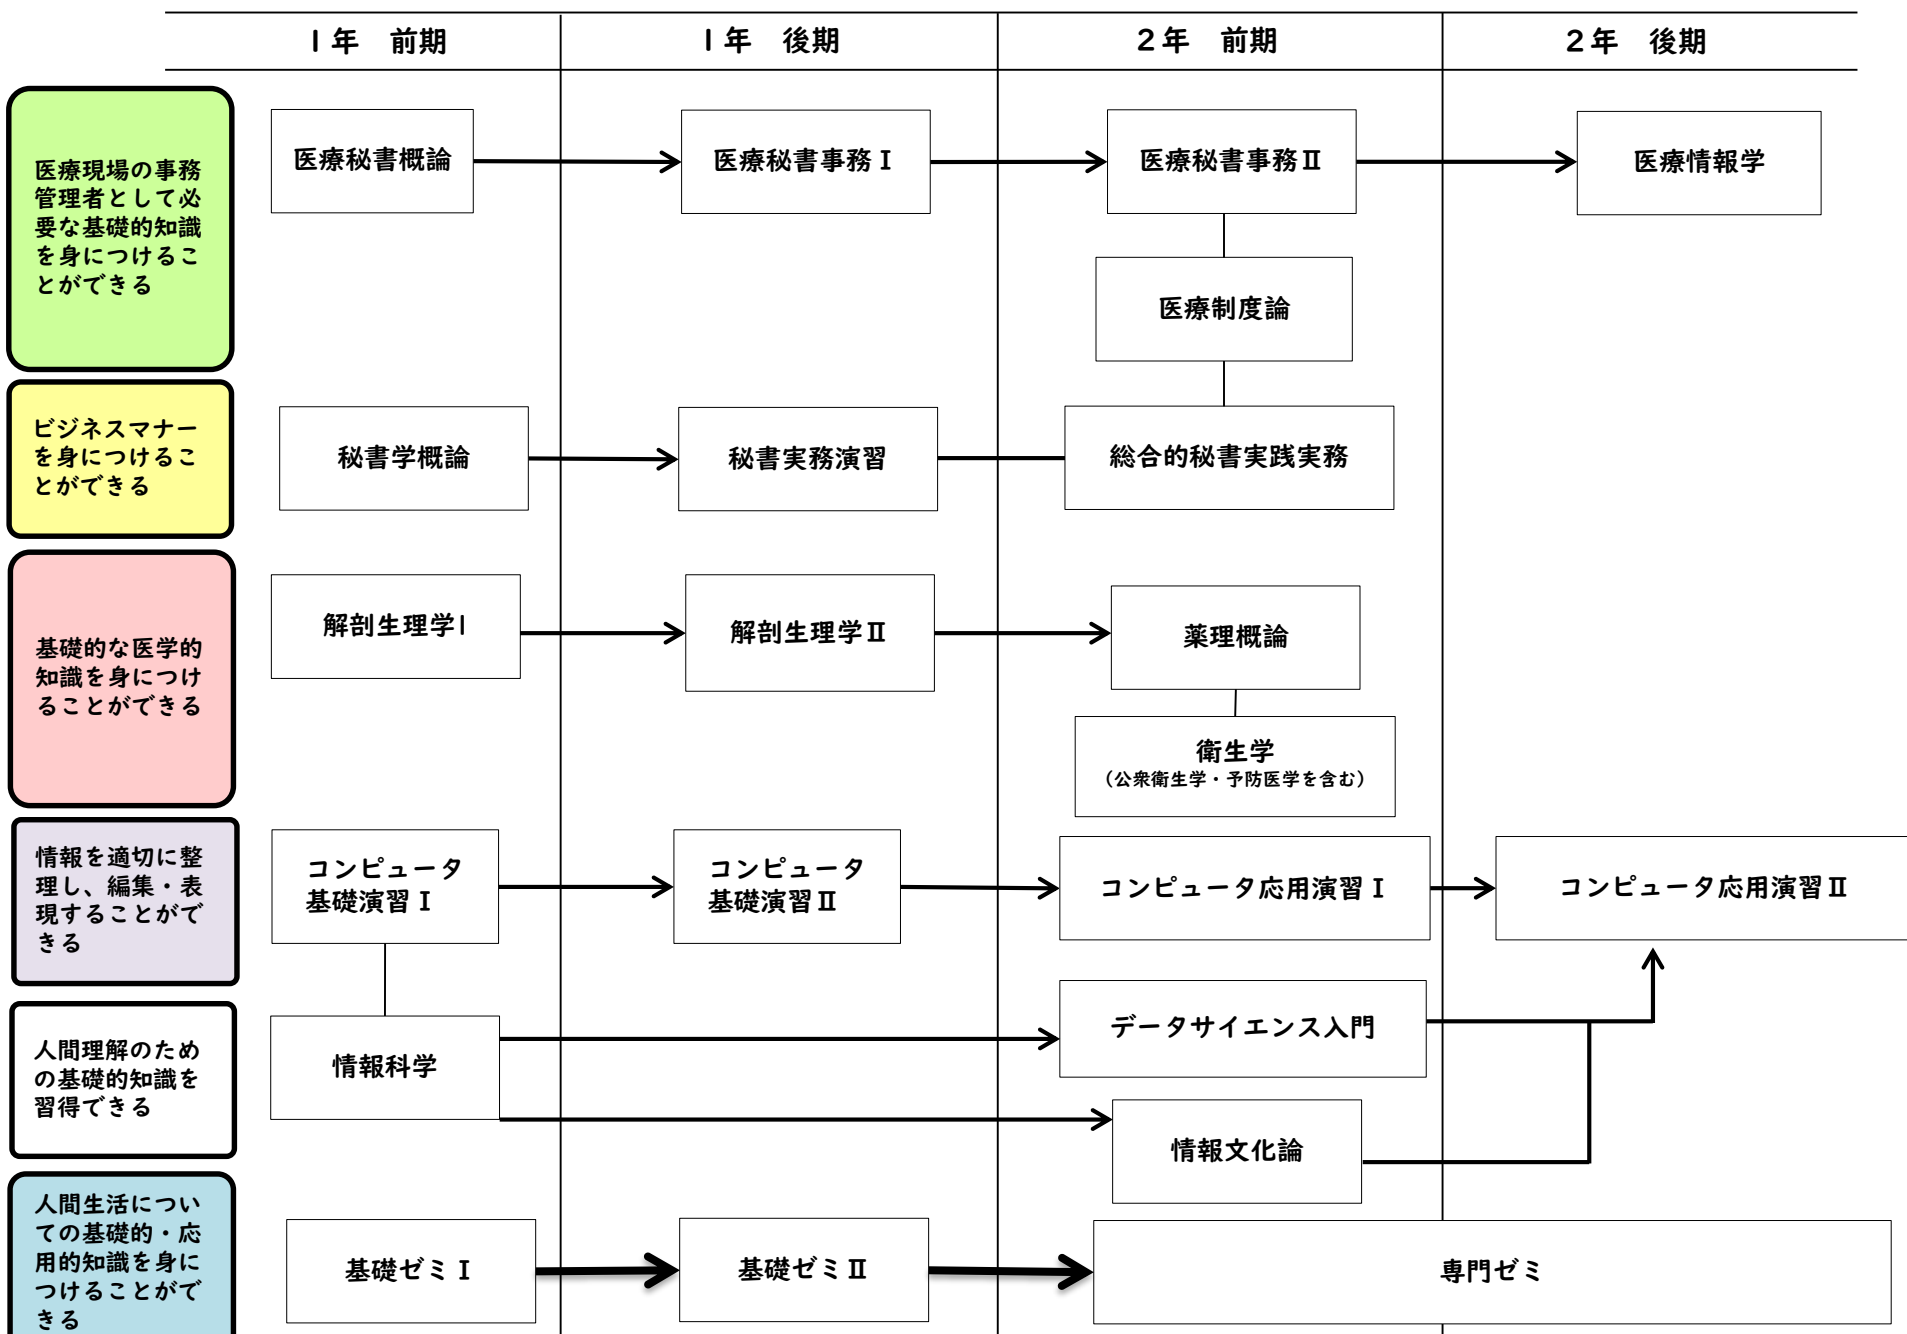 1年　前期
1年　後期
2年　前期
2年　後期
医療現場の事務
管理者として必
要な基礎的知識
を身につけるこ
とができる
医療秘書概論
医療秘書事務Ⅰ
医療秘書事務Ⅱ
医療情報学
医療制度論
ビジネスマナー
を身につけるこ
とができる
秘書学概論
秘書実務演習
総合的秘書実践実務
基礎的な医学的
知識を身につけ
ることができる
解剖生理学I
解剖生理学Ⅱ
薬理概論
衛生学
（公衆衛生学・予防医学を含む）
情報を適切に整
理し、編集・表
現することがで
きる
コンピュータ
基礎演習Ⅰ
コンピュータ
基礎演習Ⅱ
コンピュータ応用演習Ⅰ
コンピュータ応用演習Ⅱ
人間理解のため
の基礎的知識を
習得できる
情報科学
データサイエンス入門
情報文化論
人間生活につい
ての基礎的・応
用的知識を身に
つけることがで
きる
基礎ゼミⅠ
基礎ゼミⅡ
専門ゼミ